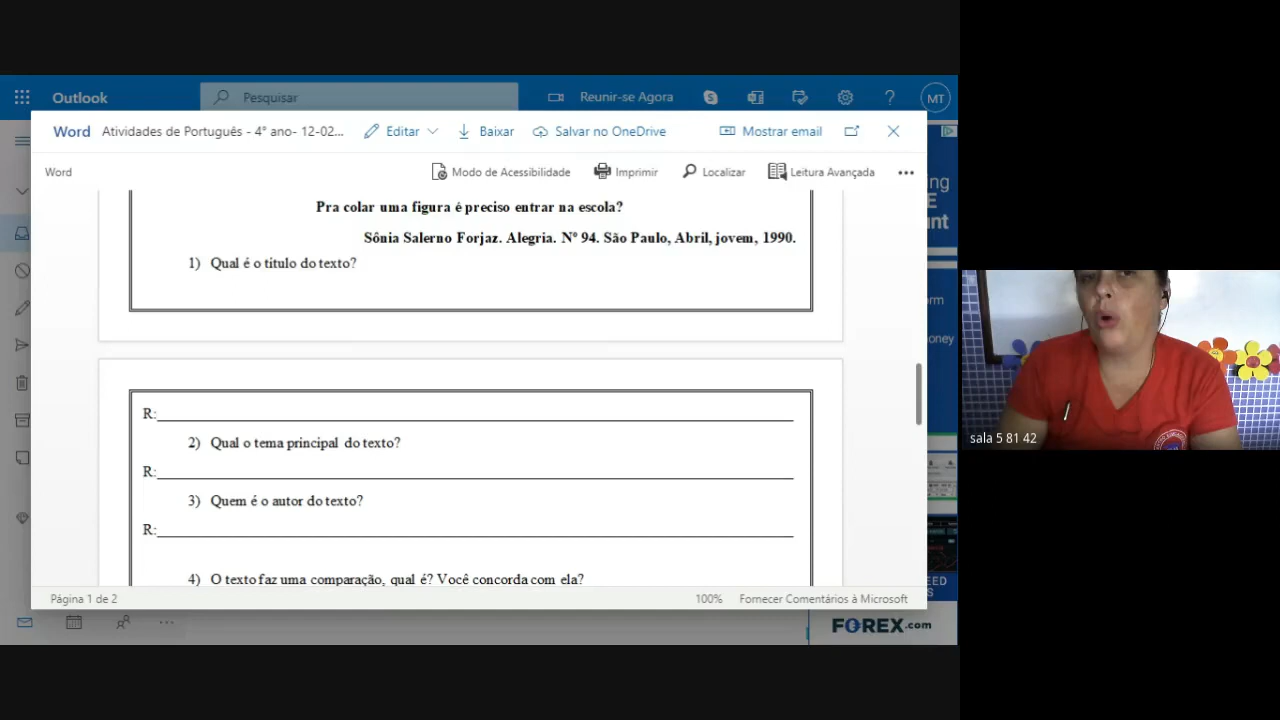 Outlook
Pesquisar
Reunir-se Agora
MT
Word
Atividades de Português - 4° ano- 12-02...
Editar
Baixar
Salvar no OneDrive
Mostrar email
Word
Modo de Acessibilidade
Imprimir
Localizar
Leitura Avançada
Pra colar uma figura é preciso entrar na escola?
Sônia Salerno Forjaz. Alegria. Nº 94. São Paulo, Abril, jovem, 1990.
1) Qual é o título do texto?
R:
2) Qual o tema principal do texto?
R:
3) Quem é o autor do texto?
R:
4) O texto faz uma comparação, qual é? Você concorda com ela?
Página 1 de 2
100%
Fornecer Comentários à Microsoft
FOREX.com
sala 5 81 42